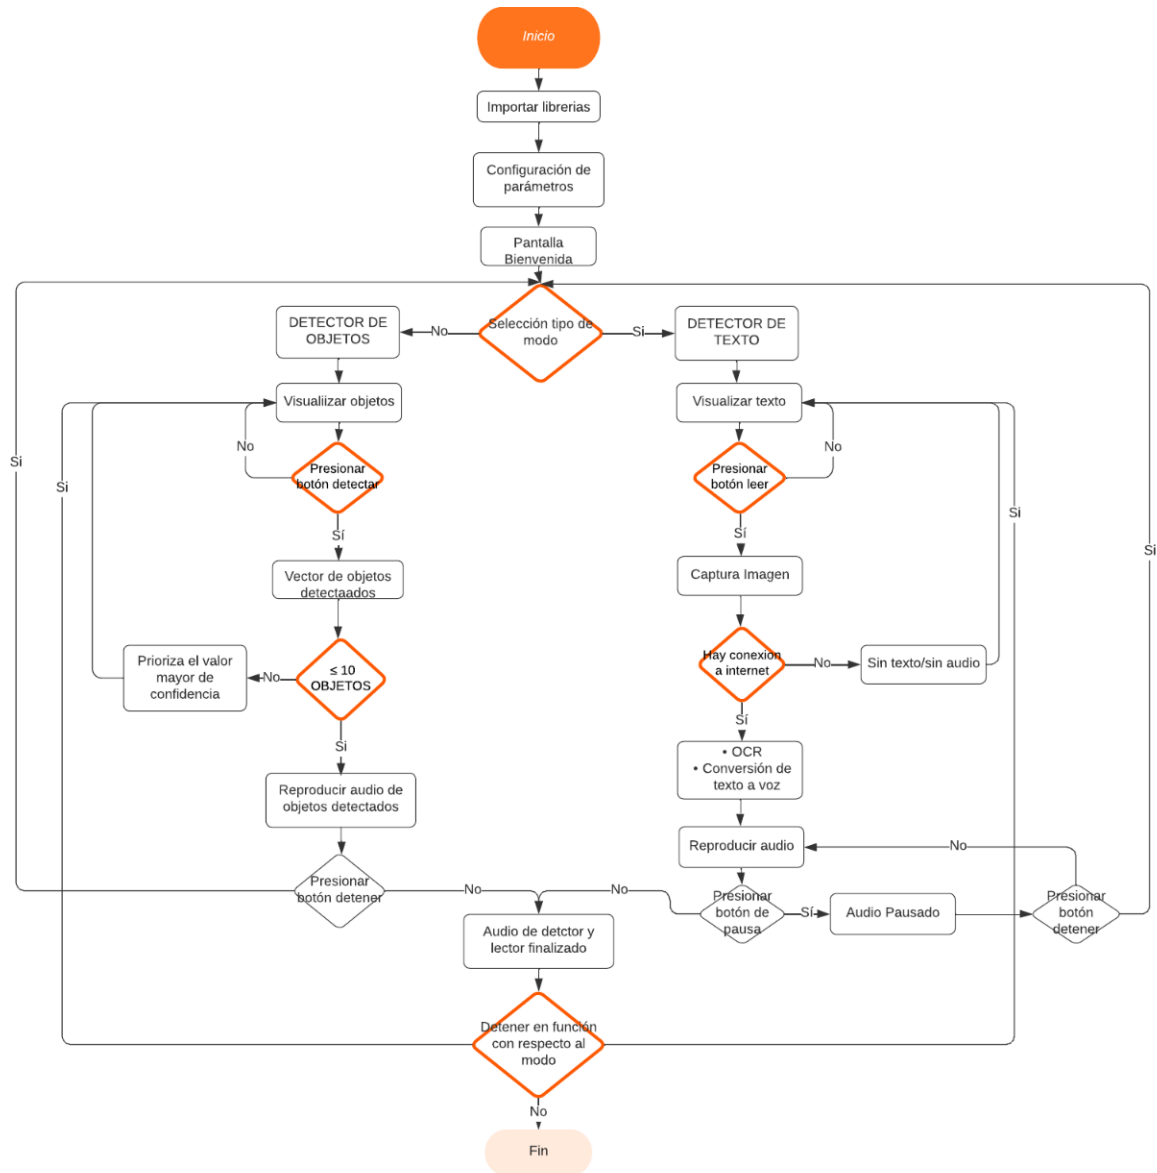 Inicio
Importar librerias
Configuración de
parámetros
Pantalla
Bienvenida
Selección tipo de
modo
No
Si
DETECTOR DE
OBJETOS
DETECTOR DE
TEXTO
Visualiizar objetos
Visualizar texto
No
No
Presionar
botón detectar
Presionar
botón leer
Si
Si
Si
Si
Sí
Sí
Vector de objetos
detectaados
Captura Imagen
Prioriza el valor
mayor de
confidencia
No
≤ 10
OBJETOS
Hay conexión
a internet
No
Sin texto/sin audio
Si
Sí
• OCR
• Conversión de
texto a voz
Reproducir audio de
objetos detectados
Reproducir audio
No
Presionar
botón detener
No
No
Presionar
botón de
pausa
Sí
Audio Pausado
Presionar
botón
detener
Audio de detctor y
lector finalizado
Detener en función
con respecto al
modo
No
Fin